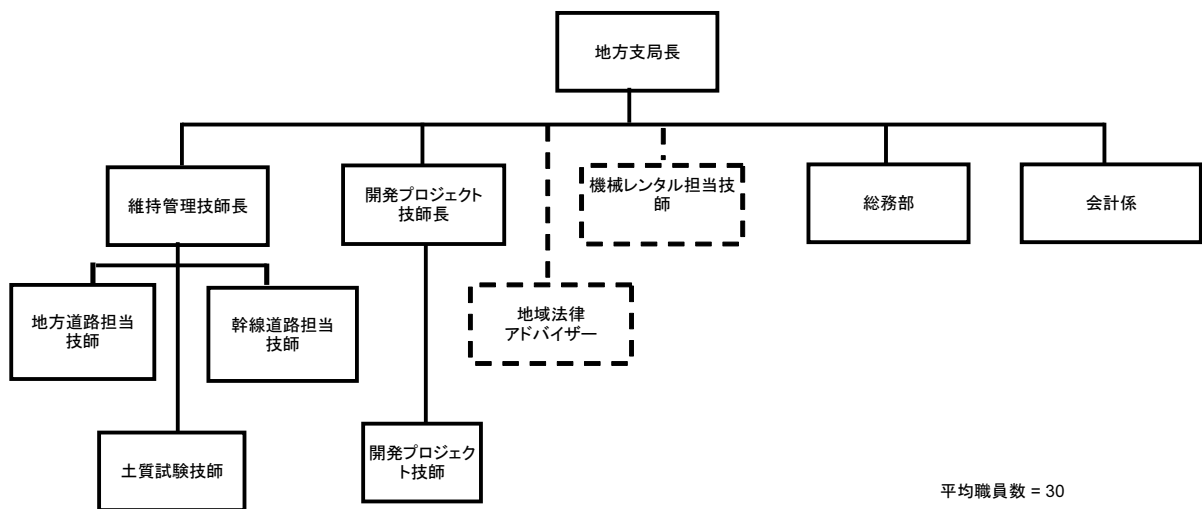 地方支局長
維持管理技師長
開発プロジェクト
技師長
機械レンタル担当技
師
総務部
会計係
地方道路担当
技師
幹線道路担当
技師
地域法律
アドバイザー
土質試験技師
開発プロジェク
ト技師
平均職員数 = 30